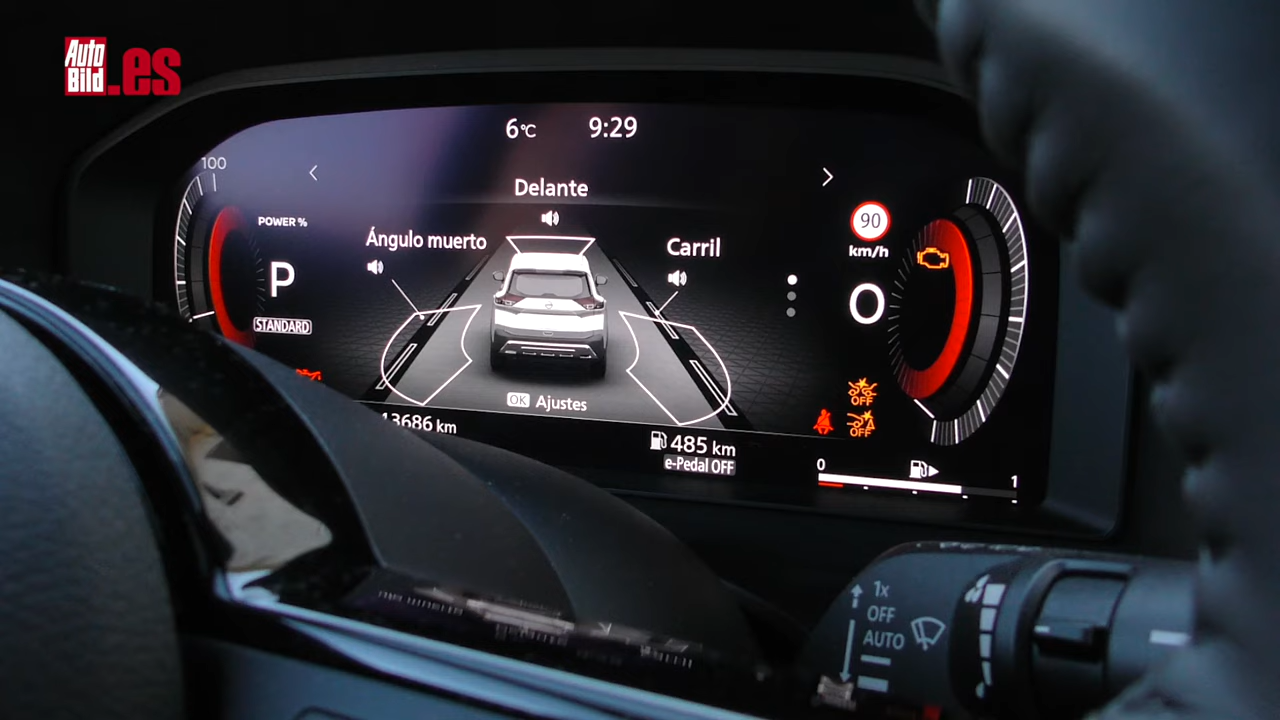 Auto
Bild
.es
6°C 9:29
100
Delante
POWER %
90
Ángulo muerto
Carril
km/h
P
0
STANDARD
OK Ajustes
OFF
13686 km
OFF
485 km
e-Pedal OFF
0
1
1x
OFF
AUTO